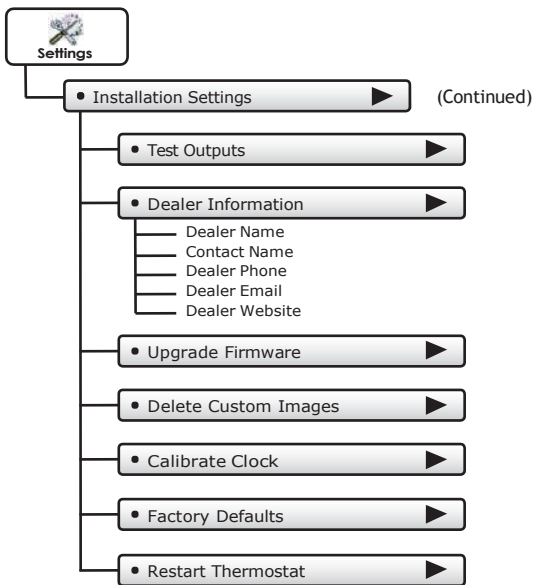 Settings
• Installation Settings (Continued)
• Test Outputs
• Dealer Information
Dealer Name
Contact Name
Dealer Phone
Dealer Email
Dealer Website
• Upgrade Firmware
• Delete Custom Images
• Calibrate Clock
• Factory Defaults
• Restart Thermostat